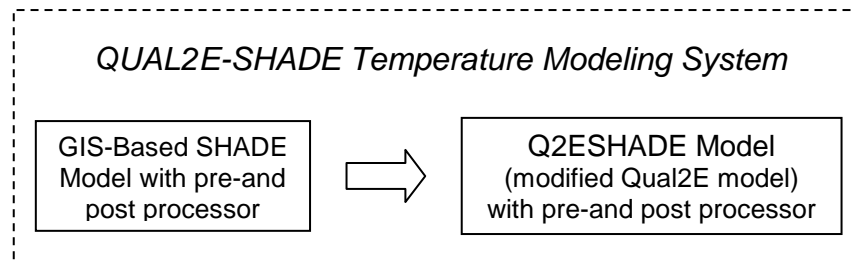 QUAL2E-SHADE Temperature Modeling System
GIS-Based SHADE
Model with pre-and
post processor
Q2ESHADE Model
(modified Qual2E model)
with pre-and post processor